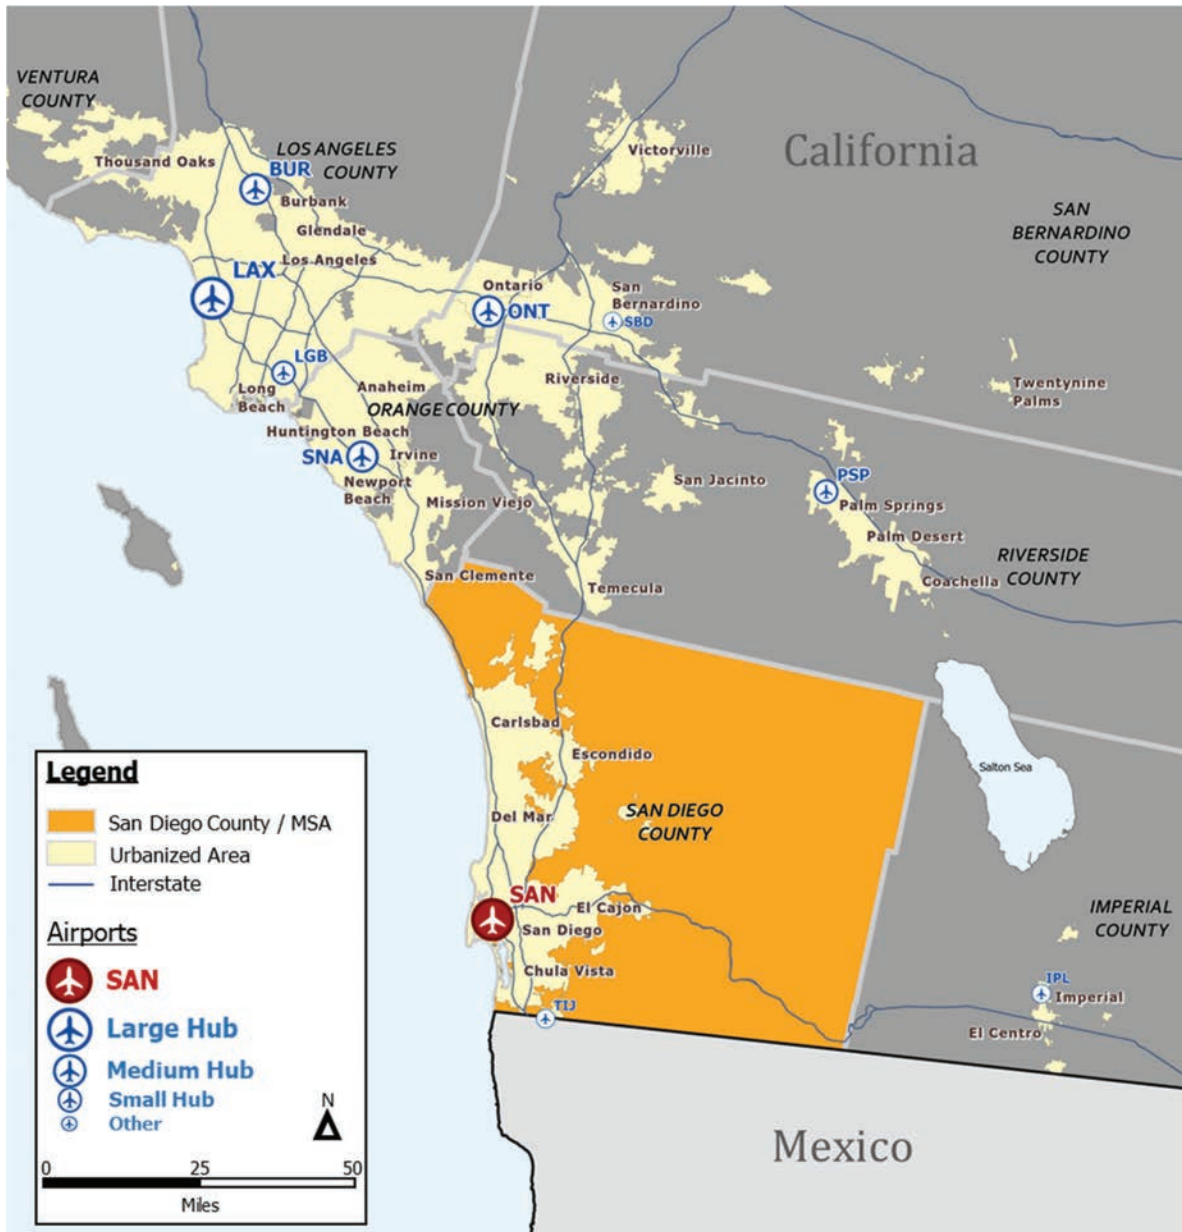 VENTURA
COUNTY
Thousand Oaks
LOS ANGELES
COUNTY
BUR
Burbank
Glendale
Los Angeles
LAX
Victorville
California
SAN
BERNARDINO
COUNTY
Ontario
ONT
San
Bernardino
SBD
LGB
Long
Beach
Anaheim
ORANGE COUNTY
Riverside
Twentynine
Palms
Huntington Beach
SNA
Irvine
Newport
Beach
Mission Viejo
San Jacinto
PSP
Palm Springs
Palm Desert
Coachella
RIVERSIDE
COUNTY
San Clemente
Temecula
Carlsbad
Escondido
Del Mar
SAN DIEGO
COUNTY
Salton Sea
SAN
El Cajon
San Diego
Chula Vista
TIJ
IMPERIAL
COUNTY
IPL
Imperial
El Centro
Mexico
Legend
San Diego County / MSA
Urbanized Area
Interstate
Airports
SAN
Large Hub
Medium Hub
Small Hub
Other
N
0 25 50
Miles